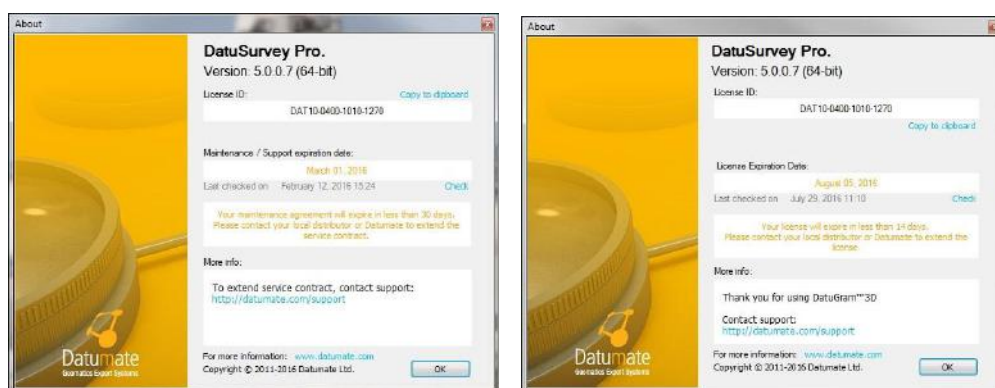 About
DatuSurvey Pro.
Version: 5.0.0.7 (64-bit)
License ID:
Copy to clipboard
DAT10-0400-1010-1270
Maintenance / Support expiration date:
March 01, 2016
Last checked on February 12, 2016 15:24 Check
Your maintenance agreement will expire in less than 30 days.
Please contact your local distributor or Datumate to extend the
service contract.
More info:
To extend service contract, contact support:
http://datumate.com/support
For more information: www.datumate.com
Copyright © 2011-2016 Datumate Ltd.
OK
Datumate
Geomatics Expert Systems
About
DatuSurvey Pro.
Version: 5.0.0.7 (64-bit)
License ID:
DAT10-0400-1010-1270
Copy to clipboard
License Expiration Date:
August 05, 2016
Last checked on July 29, 2016 11:10 Check
Your license will expire in less than 14 days.
Please contact your local distributor or Datumate to extend the
license.
More info:
Thank you for using DatuGram™3D
Contact support:
http://datumate.com/support
For more information: www.datumate.com
Copyright © 2011-2016 Datumate Ltd.
OK
Datumate
Geomatics Expert Systems